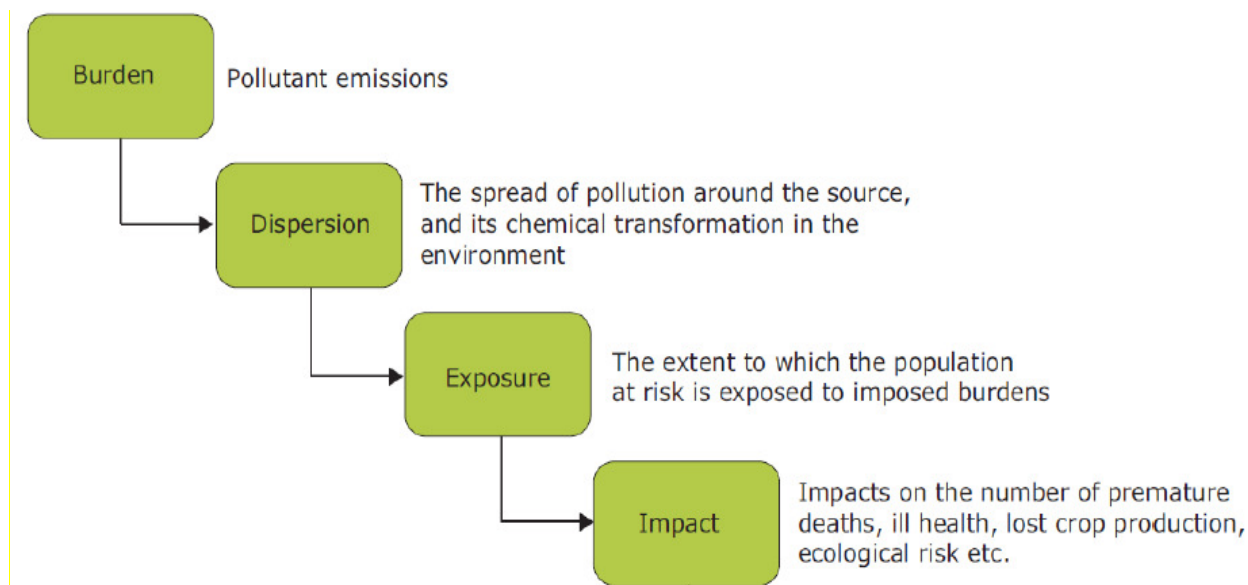 Burden
Pollutant emissions
Dispersion
The spread of pollution around the source,
and its chemical transformation in the
environment
Exposure
The extent to which the population
at risk is exposed to imposed burdens
Impact
Impacts on the number of premature
deaths, ill health, lost crop production,
ecological risk etc.